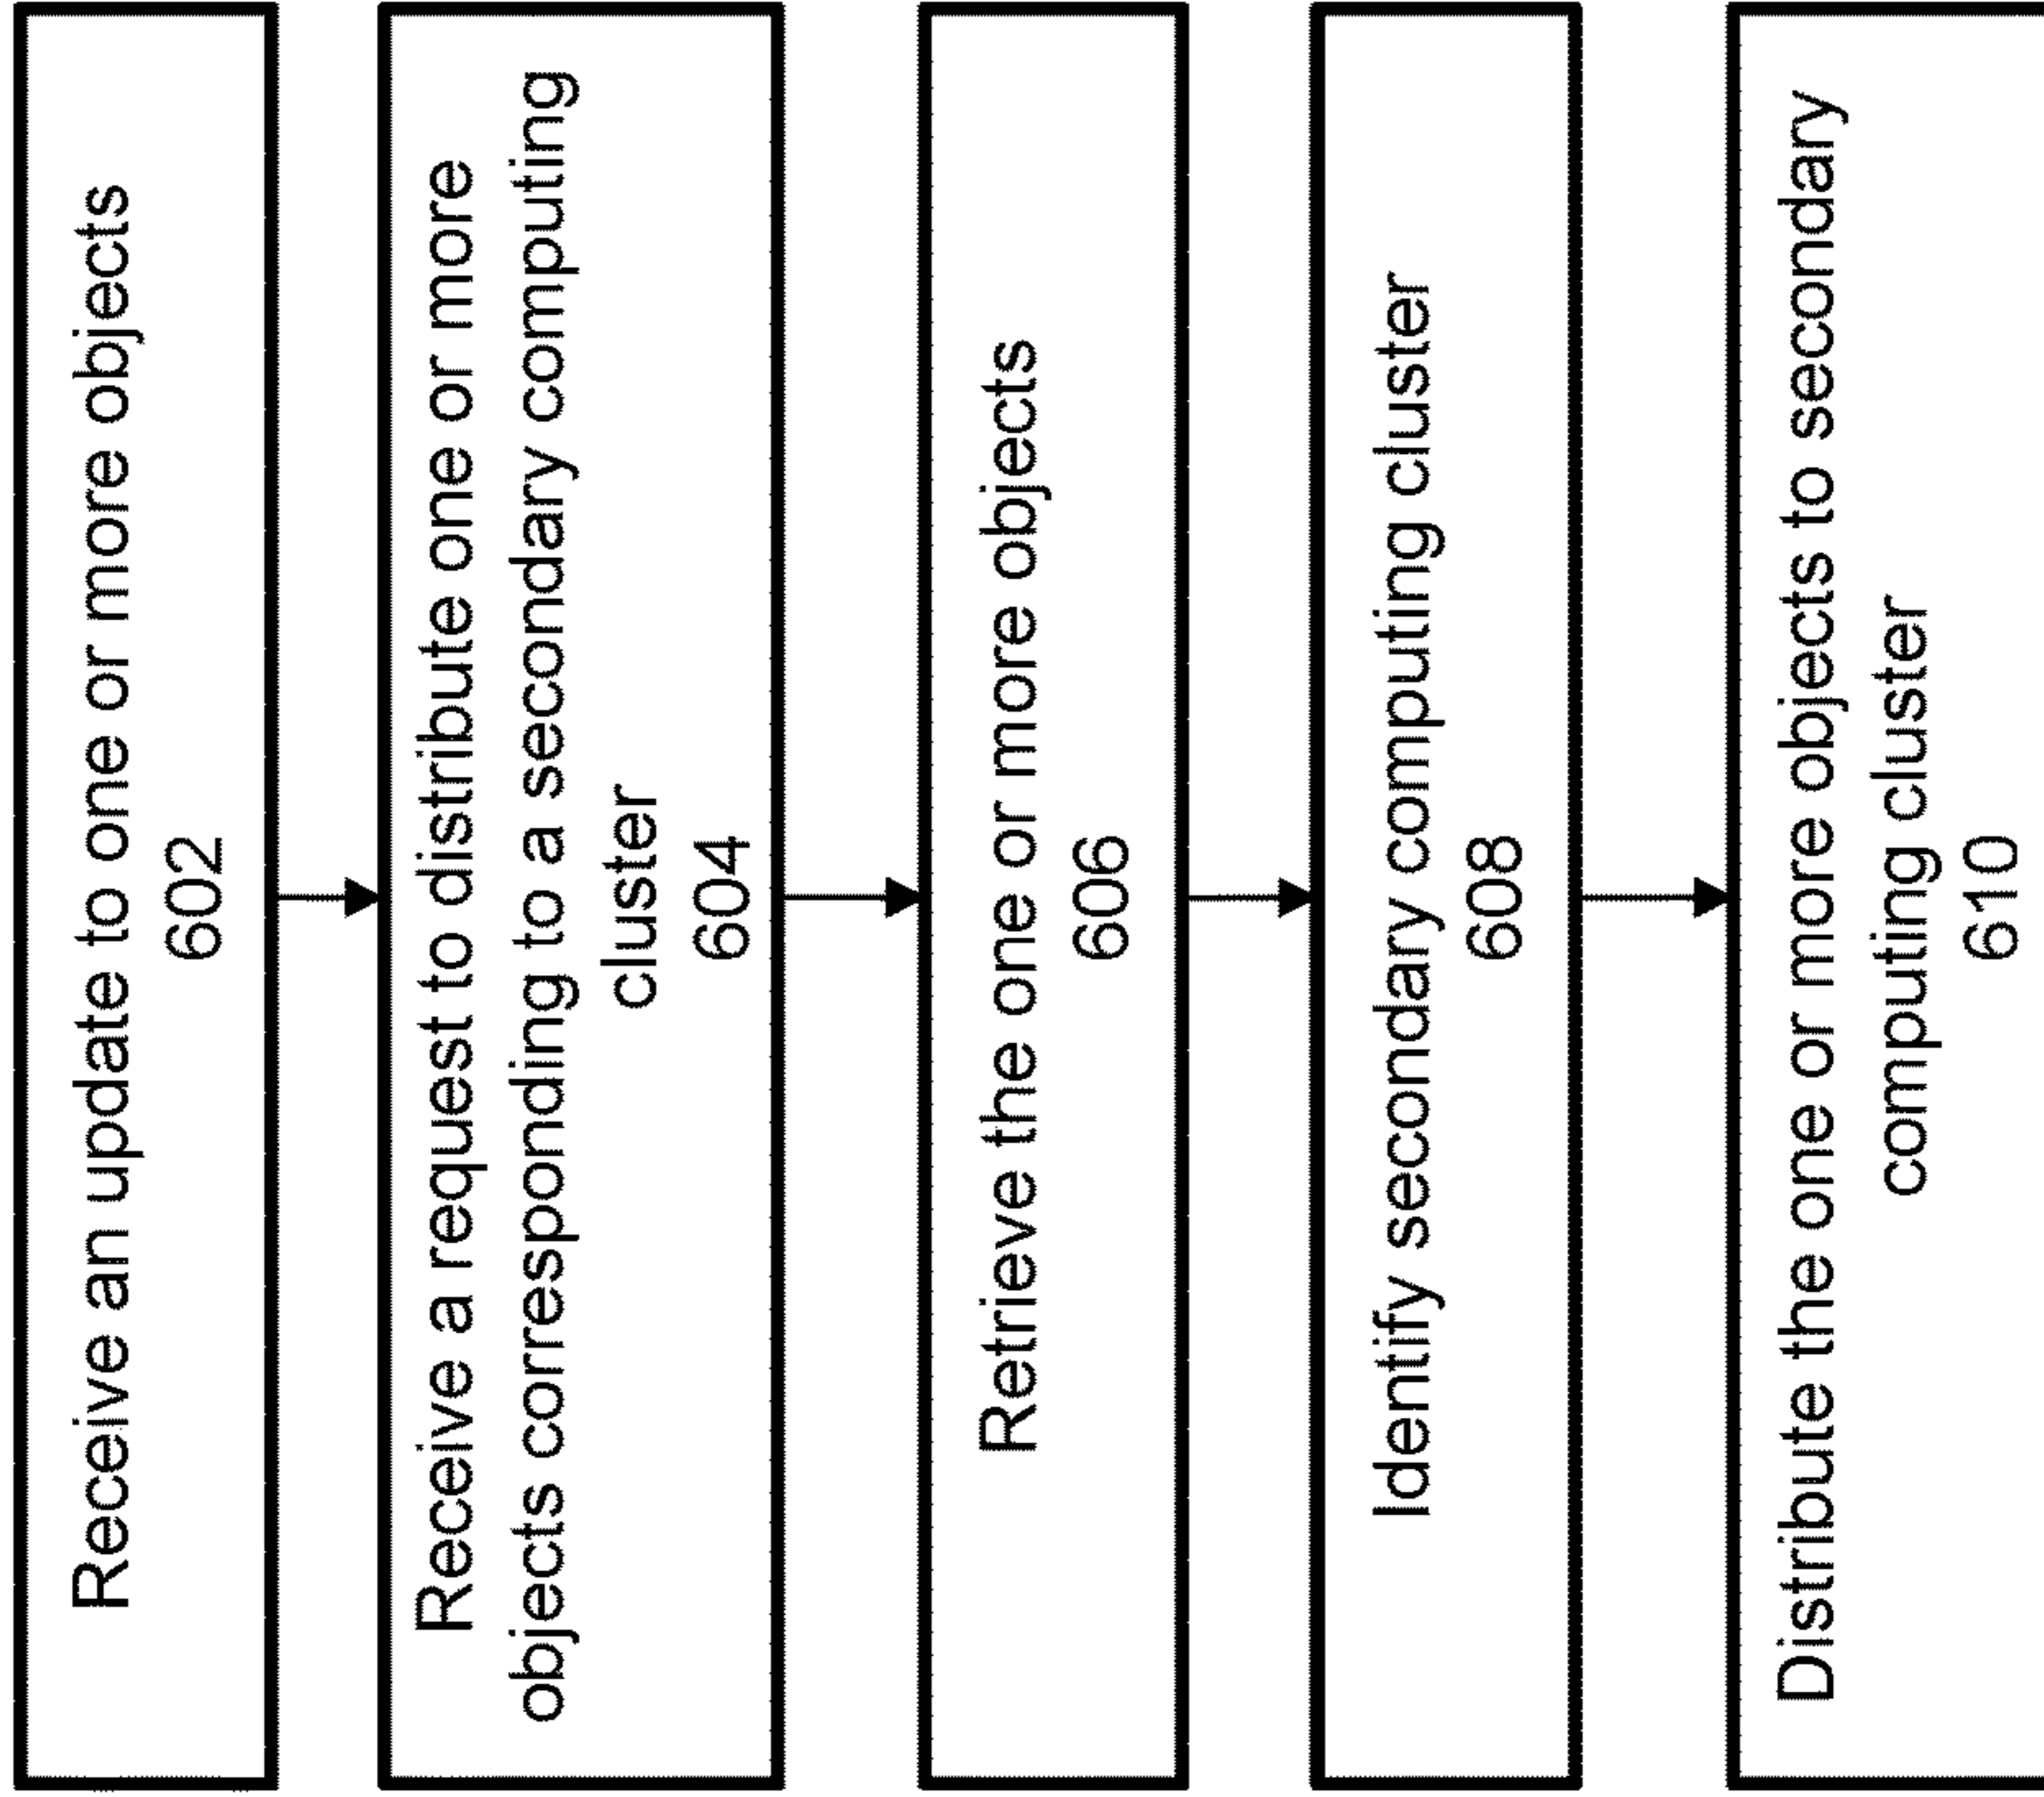 Receive an update to one or more objects
602
Receive a request to distribute one or more
objects corresponding to a secondary computing
cluster
604
Retrieve the one or more objects
606
Identify secondary computing cluster
608
Distribute the one or more objects to secondary
computing cluster
610